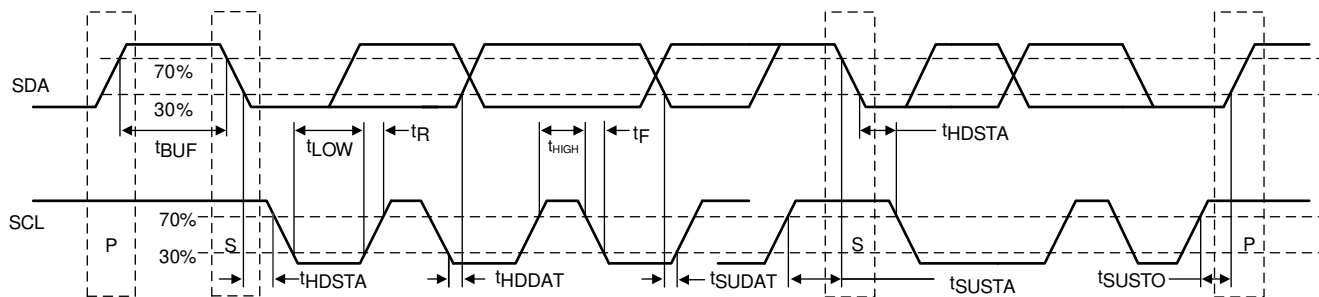 70%
SDA
30%
tBUF
tLOW
tR
tHIGH
tF
tHDSTA
SCL
70%
P
S
S
P
30%
tHDSTA
tHDDAT
tSUDAT
tSUSTA
tSUSTO